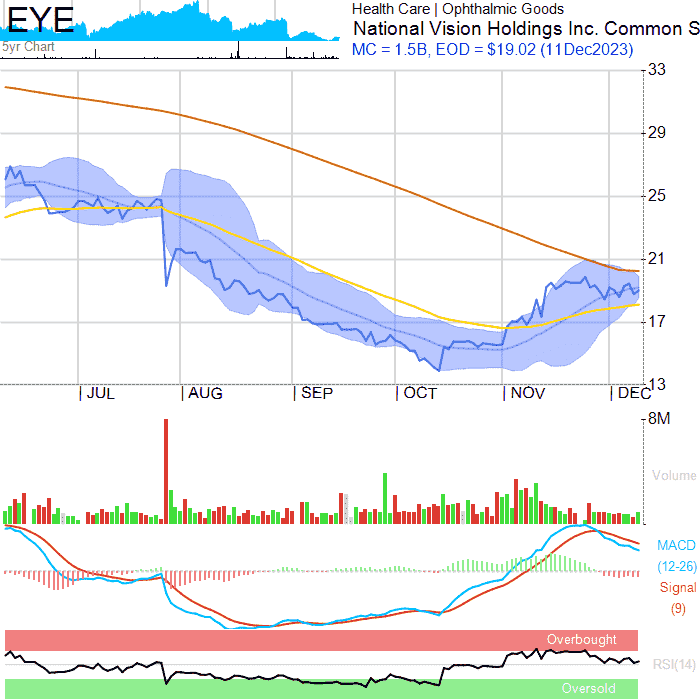 EYE
5yr Chart
Health Care | Ophthalmic Goods
National Vision Holdings Inc. Common S
MC = 1.5B, EOD = $19.02 (11Dec2023)
33
29
25
21
17
13
| JUL | AUG | SEP | OCT | NOV | DEC
8M
Volume
MACD
(12-26)
Signal
(9)
Overbought
RSI(14)
Oversold